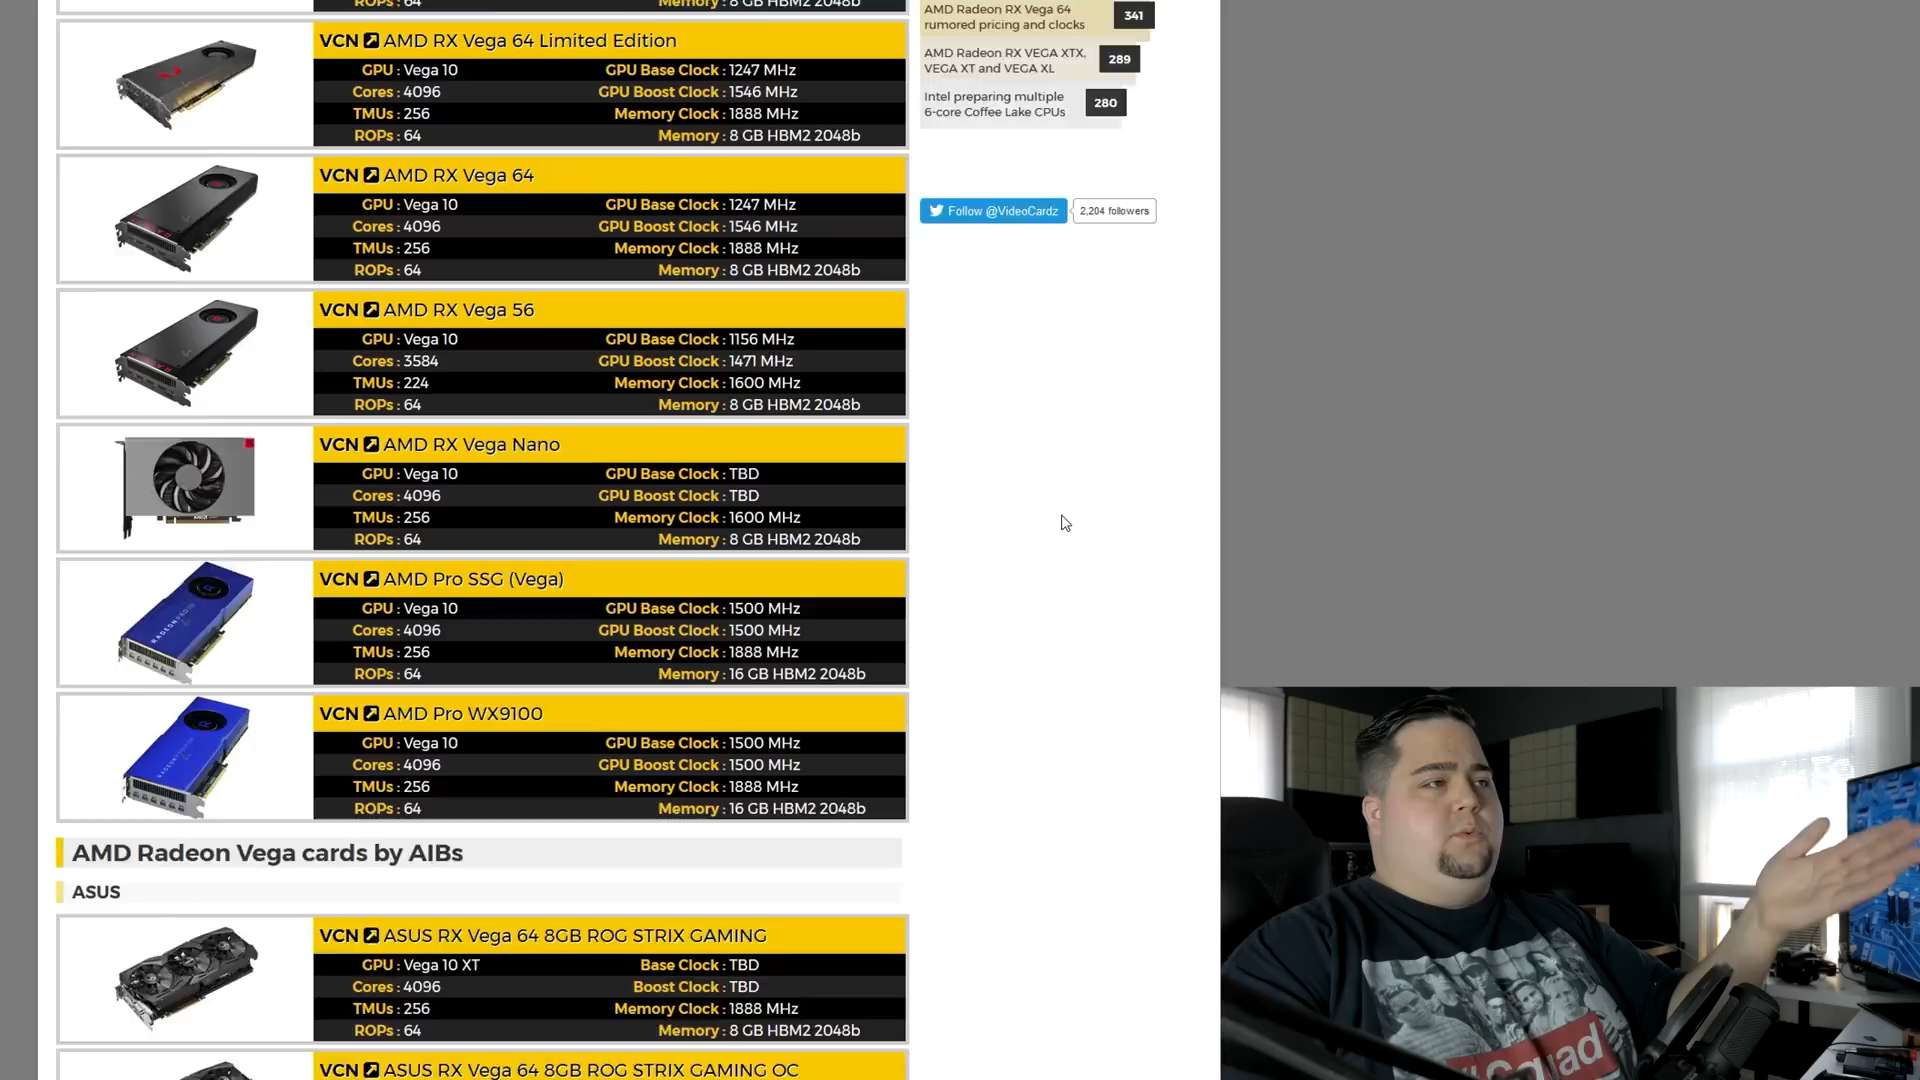 ROPs : 64 Memory : 8 GB HBM2 2048b
VCN AMD RX Vega 64 Limited Edition
GPU : Vega 10 GPU Base Clock : 1247 MHz
Cores : 4096 GPU Boost Clock : 1546 MHz
TMUs : 256 Memory Clock : 1888 MHz
ROPs : 64 Memory : 8 GB HBM2 2048b
VCN AMD RX Vega 64
GPU : Vega 10 GPU Base Clock : 1247 MHz
Cores : 4096 GPU Boost Clock : 1546 MHz
TMUs : 256 Memory Clock : 1888 MHz
ROPs : 64 Memory : 8 GB HBM2 2048b
VCN AMD RX Vega 56
GPU : Vega 10 GPU Base Clock : 1156 MHz
Cores : 3584 GPU Boost Clock : 1471 MHz
TMUs : 224 Memory Clock : 1600 MHz
ROPs : 64 Memory : 8 GB HBM2 2048b
VCN AMD RX Vega Nano
GPU : Vega 10 GPU Base Clock : TBD
Cores : 4096 GPU Boost Clock : TBD
TMUs : 256 Memory Clock : 1600 MHz
ROPs : 64 Memory : 8 GB HBM2 2048b
VCN AMD Pro SSG (Vega)
GPU : Vega 10 GPU Base Clock : 1500 MHz
Cores : 4096 GPU Boost Clock : 1500 MHz
TMUs : 256 Memory Clock : 1888 MHz
ROPs : 64 Memory : 16 GB HBM2 2048b
VCN AMD Pro WX9100
GPU : Vega 10 GPU Base Clock : 1500 MHz
Cores : 4096 GPU Boost Clock : 1500 MHz
TMUs : 256 Memory Clock : 1888 MHz
ROPs : 64 Memory : 16 GB HBM2 2048b
AMD Radeon Vega cards by AIBs
ASUS
VCN ASUS RX Vega 64 8GB ROG STRIX GAMING
GPU : Vega 10 XT Base Clock : TBD
Cores : 4096 Boost Clock : TBD
TMUs : 256 Memory Clock : 1888 MHz
ROPs : 64 Memory : 8 GB HBM2 2048b
VCN ASUS RX Vega 64 8GB ROG STRIX GAMING OC
AMD Radeon RX Vega 64
rumored pricing and clocks 341
AMD Radeon RX VEGA XTX,
VEGA XT and VEGA XL 289
Intel preparing multiple
6-core Coffee Lake CPUs 280
Follow @VideoCardz 2,204 followers